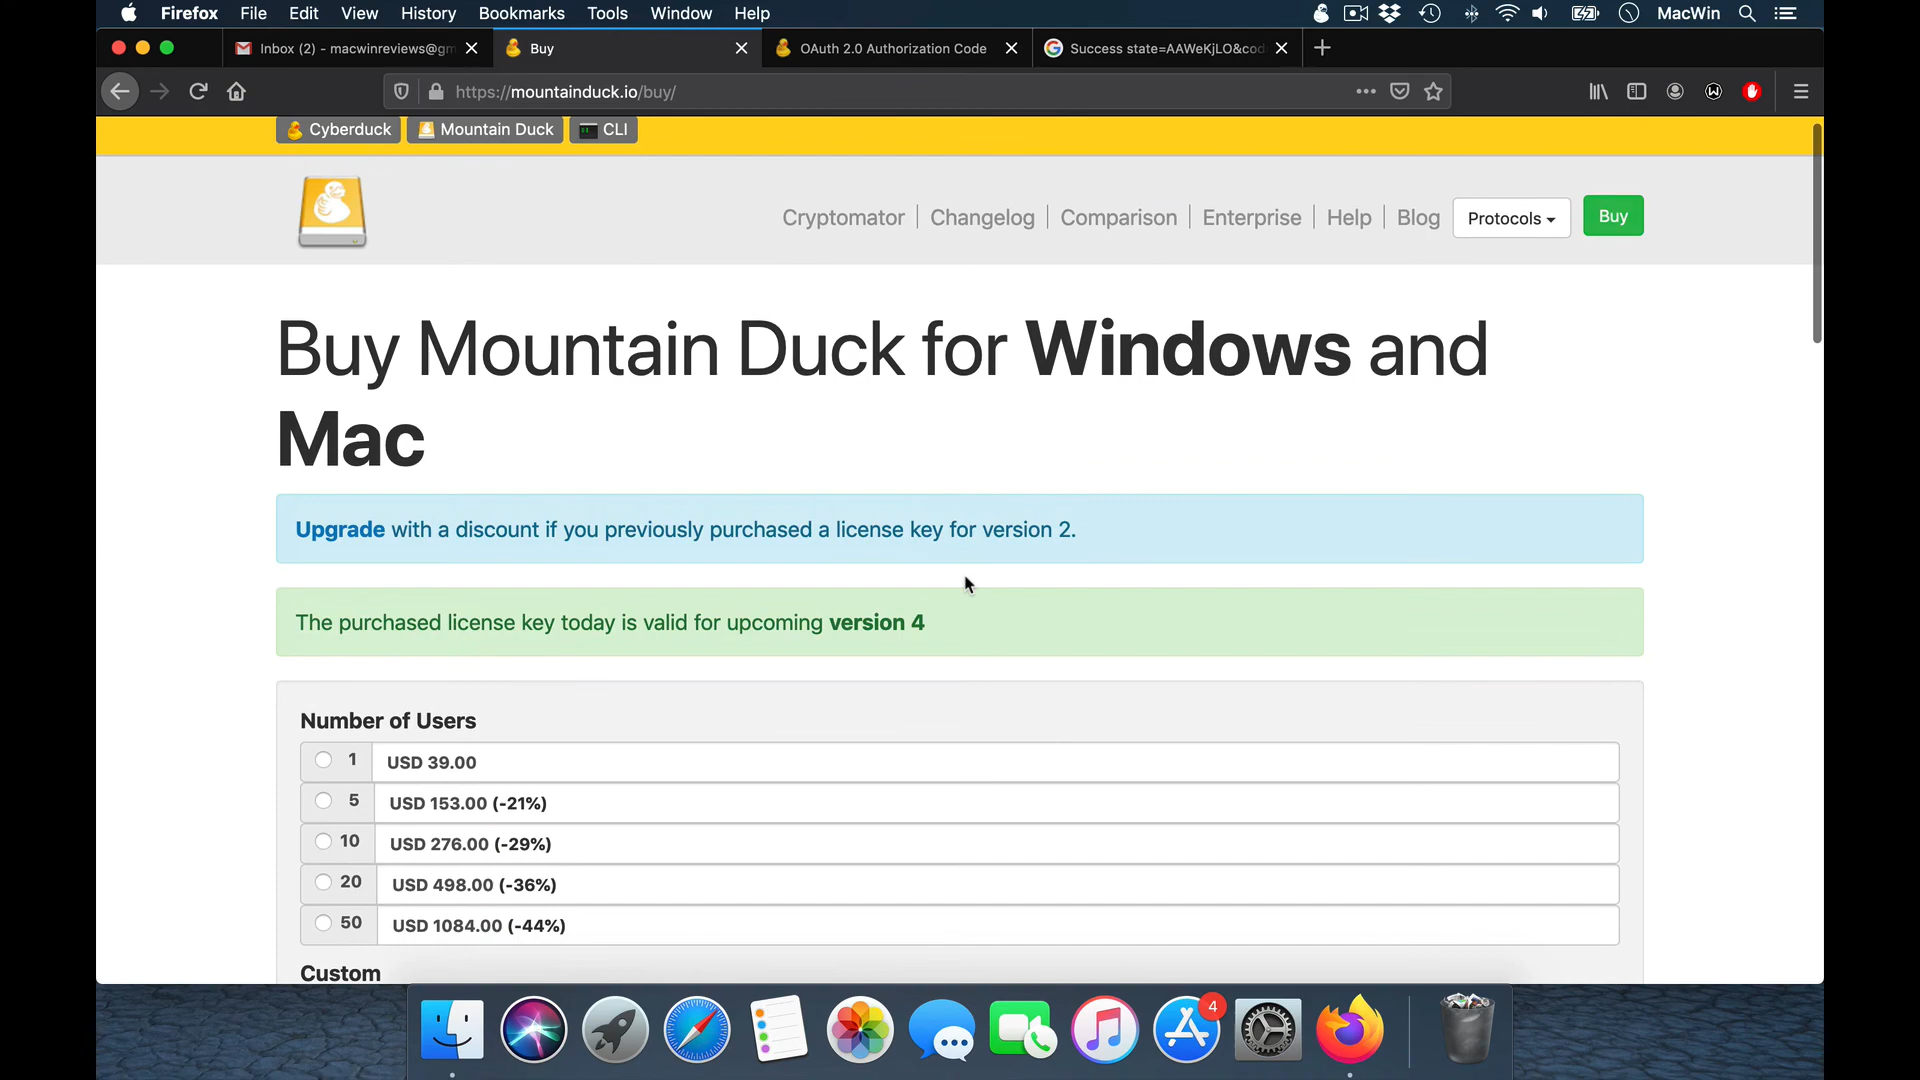 Firefox File Edit View History Bookmarks Tools Window Help MacWin
Inbox (2) - macwinreviews@gm Buy OAuth 2.0 Authorization Code Success state=AAWeKjLO&cod
https://mountainduck.io/buy/
Cyberduck Mountain Duck CLI
Cryptomator Changelog Comparison Enterprise Help Blog Protocols Buy
Buy Mountain Duck for Windows and
Mac
Upgrade with a discount if you previously purchased a license key for version 2.
The purchased license key today is valid for upcoming version 4
Number of Users
1 USD 39.00
5 USD 153.00 (-21%)
10 USD 276.00 (-29%)
20 USD 498.00 (-36%)
50 USD 1084.00 (-44%)
Custom
4